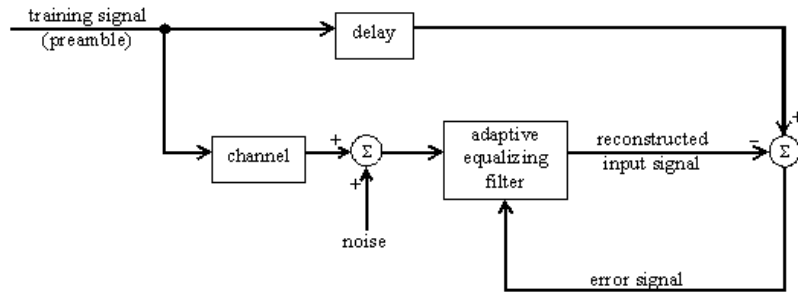 training signal
(preamble)
delay
+
channel
+
Σ
+
noise
adaptive
equalizing
filter
reconstructed
input signal
−
Σ
error signal